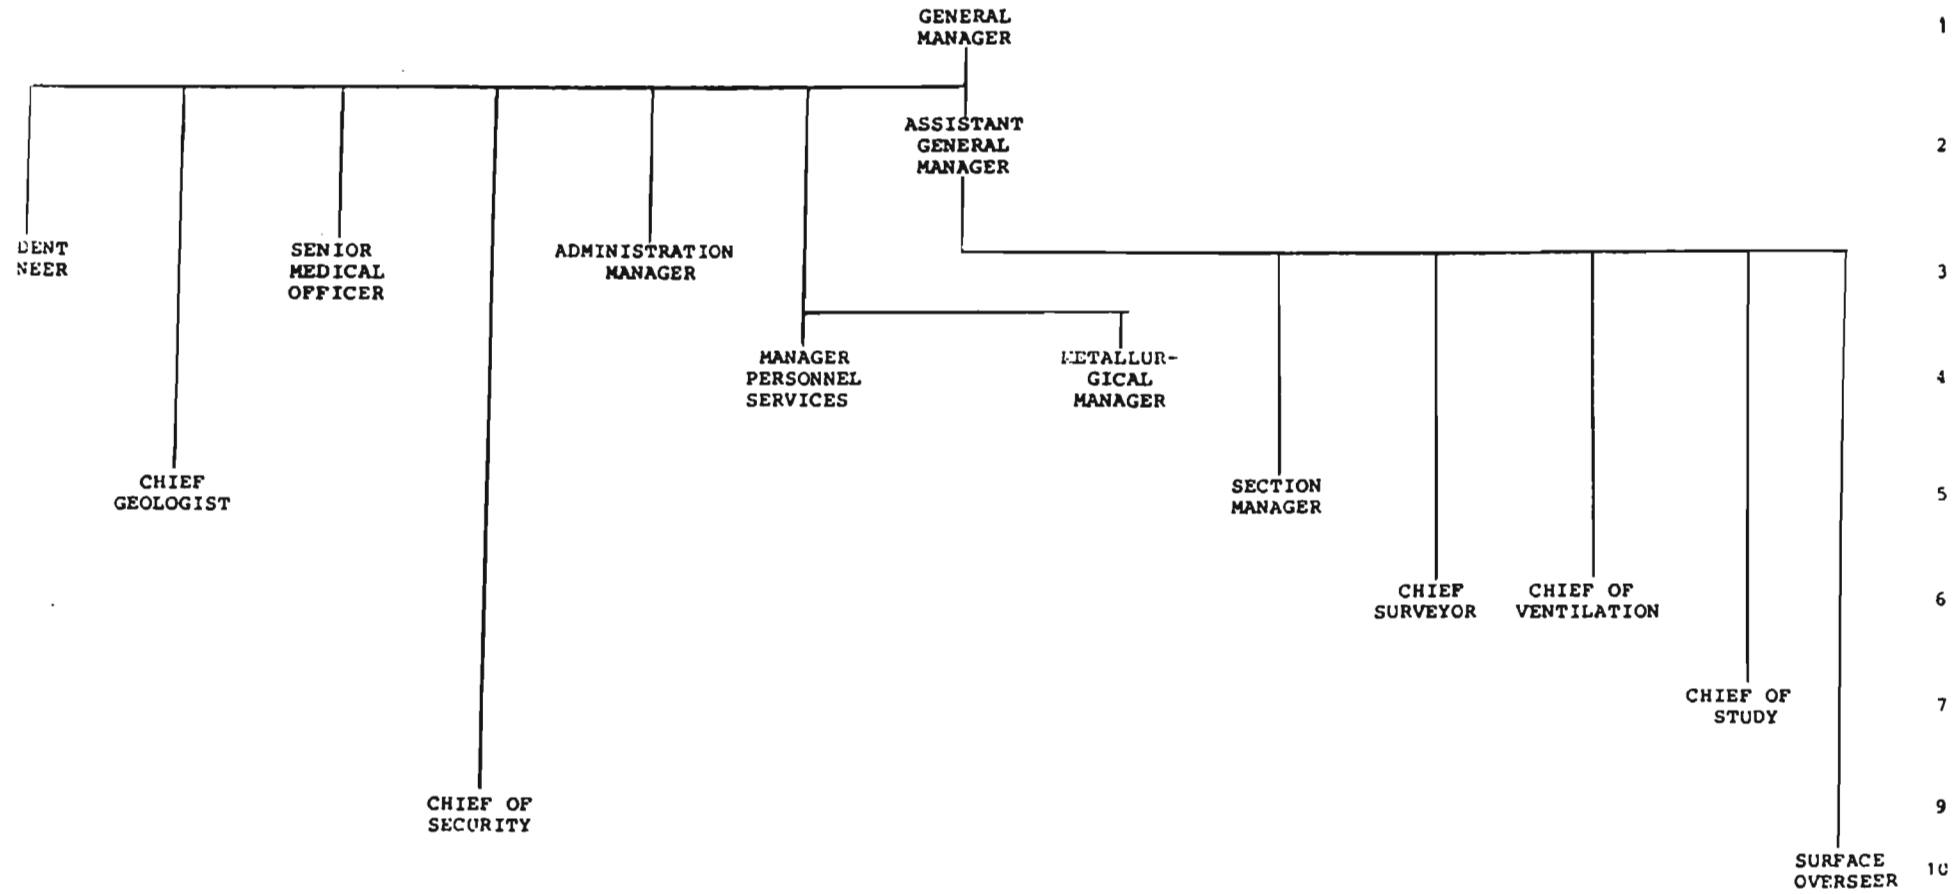 GENERAL
MANAGER
1
ASSISTANT
GENERAL
MANAGER
2
DENT
NEER
SENIOR
MEDICAL
OFFICER
ADMINISTRATION
MANAGER
3
MANAGER
PERSONNEL
SERVICES
METALLUR-
GICAL
MANAGER
4
CHIEF
GEOLOGIST
SECTION
MANAGER
5
CHIEF
SURVEYOR
CHIEF OF
VENTILATION
6
CHIEF OF
STUDY
7
CHIEF OF
SECURITY
9
SURFACE
OVERSEER
10